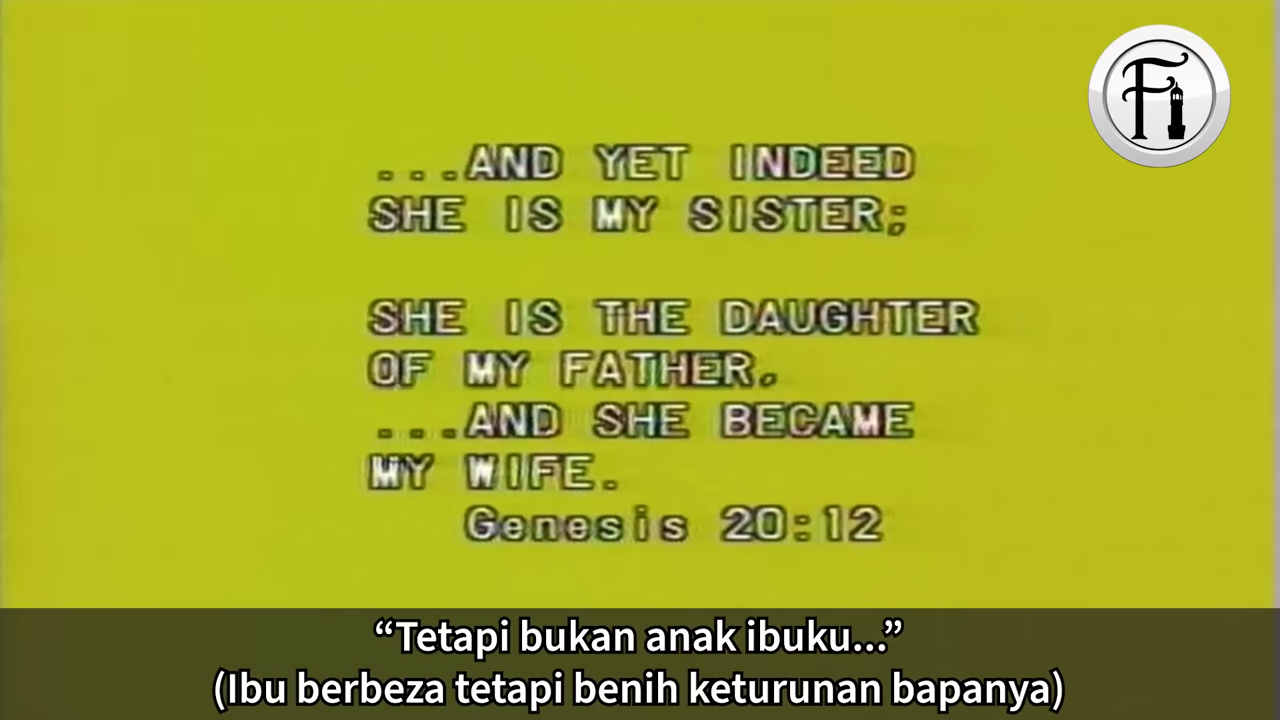 ...AND YET INDEED
SHE IS MY SISTER;
SHE IS THE DAUGHTER
OF MY FATHER.
...AND SHE BECAME
MY WIFE.
Genesis 20:12
“Tetapi bukan anak ibuku...”
(Ibu berbeza tetapi benih keturunan bapanya)
Fi